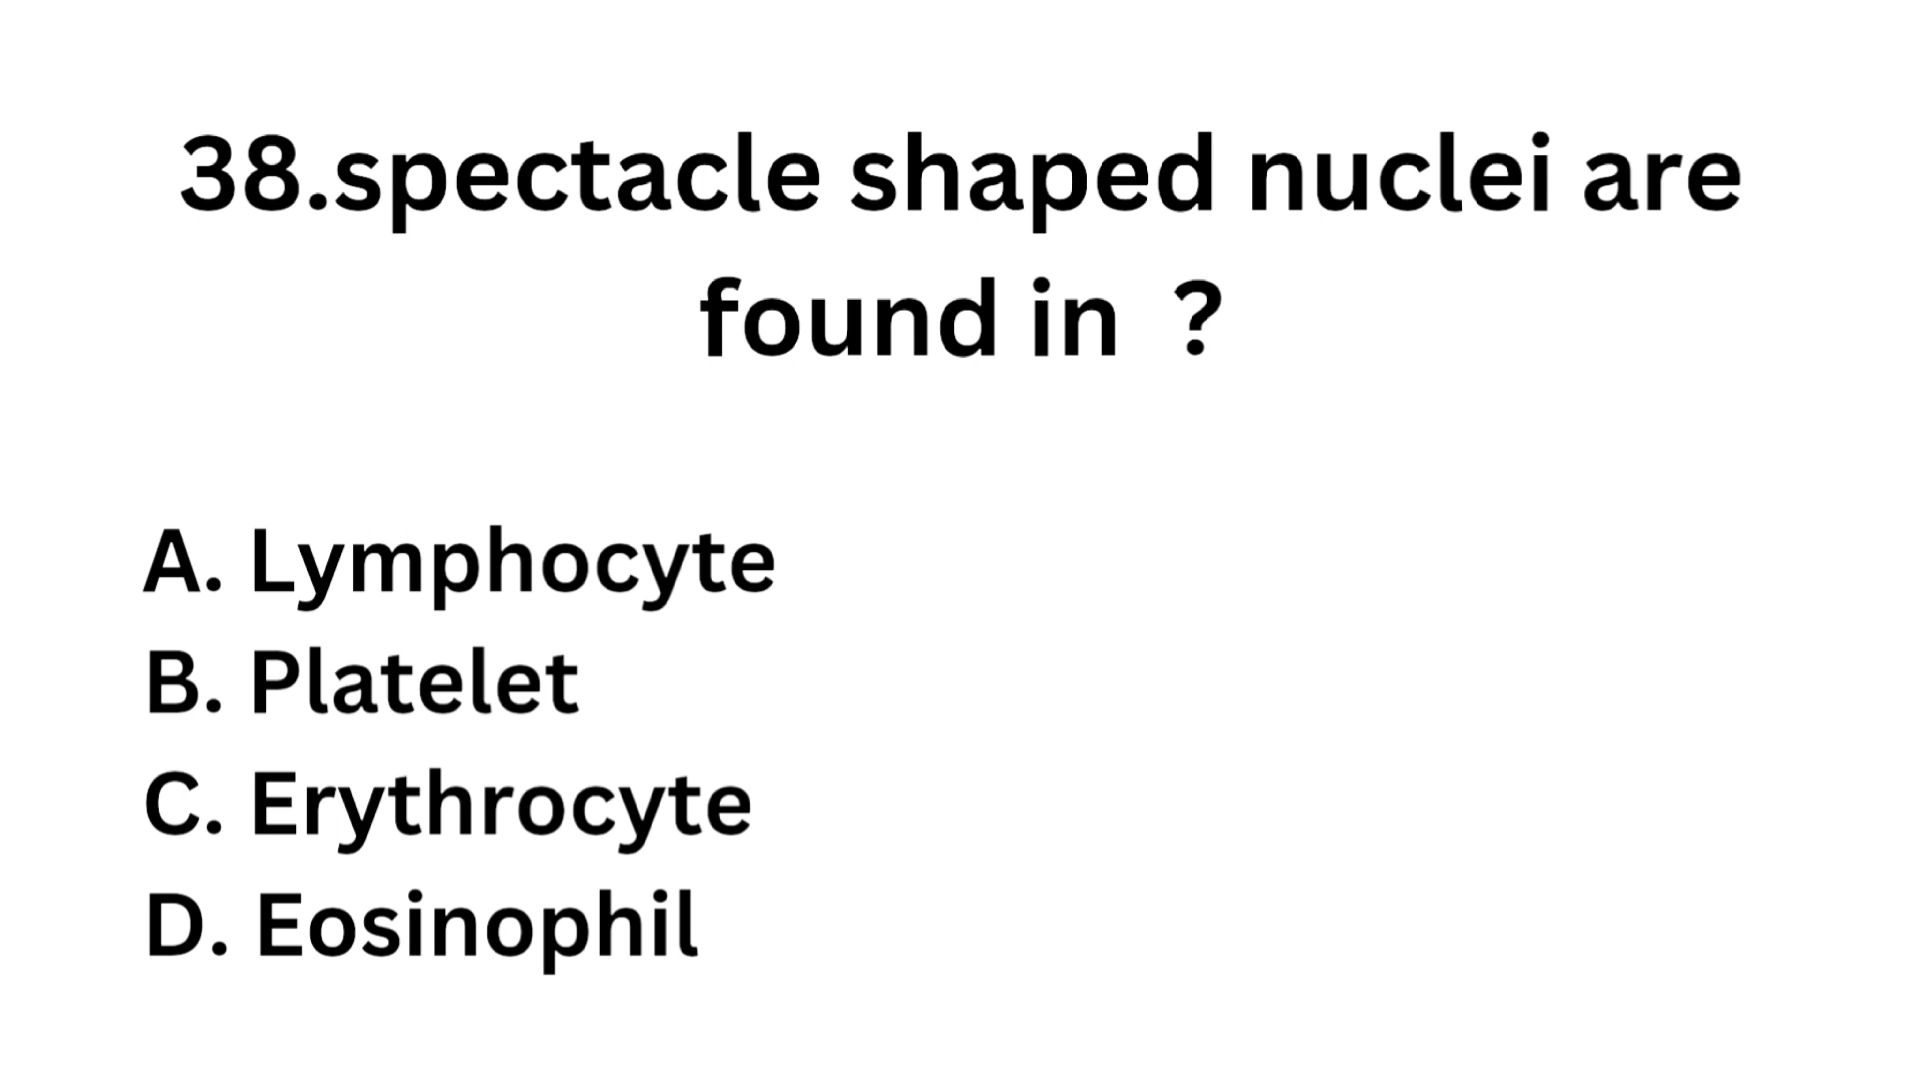 38.spectacle shaped nuclei are
found in ?
A. Lymphocyte
B. Platelet
C. Erythrocyte
D. Eosinophil